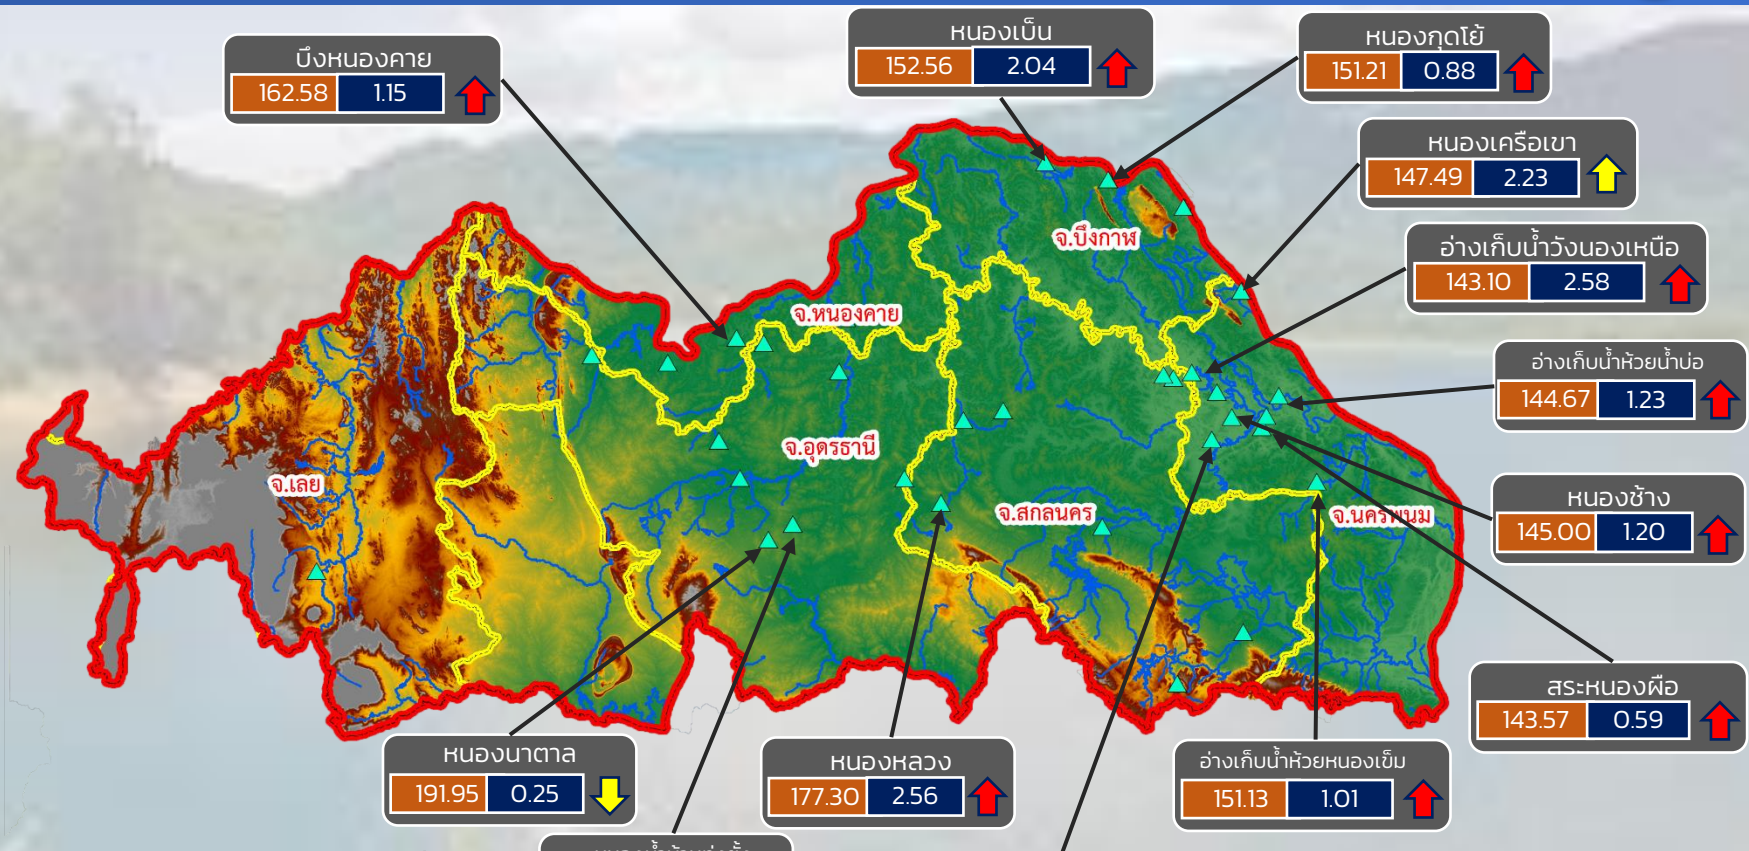 หนองเบ็น
152.56 2.04
หนองกุดโย้
151.21 0.88
บึงหนองคาย
162.58 1.15
หนองเครือเขา
147.49 2.23
อ่างเก็บน้ำวังนองเหนือ
143.10 2.58
อ่างเก็บน้ำห้วยน้ำบ่อ
144.67 1.23
หนองช้าง
145.00 1.20
สระหนองผือ
143.57 0.59
จ.บึงกาฬ
จ.หนองคาย
จ.อุดรธานี
จ.เลย
จ.สกลนคร
จ.นครพนม
หนองนาตาล
191.95 0.25
หนองหลวง
177.30 2.56
อ่างเก็บน้ำห้วยหนองเข็ม
151.13 1.01